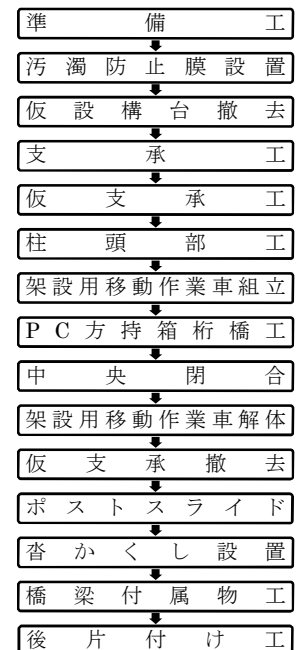 準備工
汚濁防止膜設置
仮設構台撤去
支承工
仮支承工
柱頭部工
架設用移動作業車組立
PC方持箱桁橋工
中央閉合
架設用移動作業車解体
仮支承撤去
ポストスライド
沓かくし設置
橋梁付属物工
後片付け工